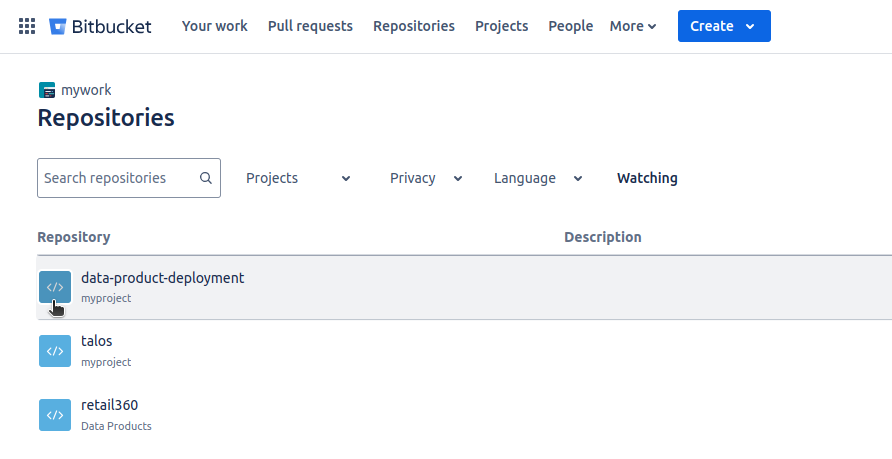 Bitbucket Your work Pull requests Repositories Projects People More Create
mywork
Repositories
Search repositories Projects Privacy Language Watching
Repository Description
</> data-product-deployment
myproject
</> talos
myproject
</> retail360
Data Products